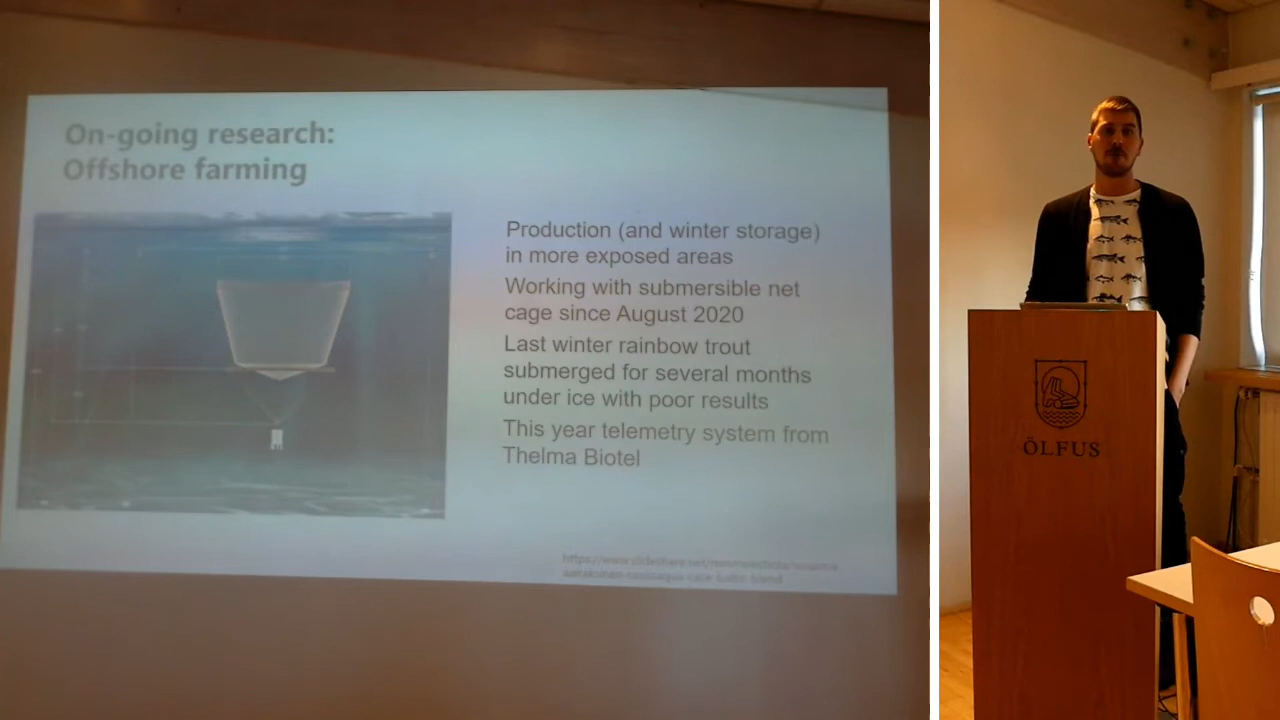 On-going research:
Offshore farming
Production (and winter storage)
in more exposed areas
Working with submersible net
cage since August 2020
Last winter rainbow trout
submerged for several months
under ice with poor results
This year telemetry system from
Thelma Biotel
ÖLFUS